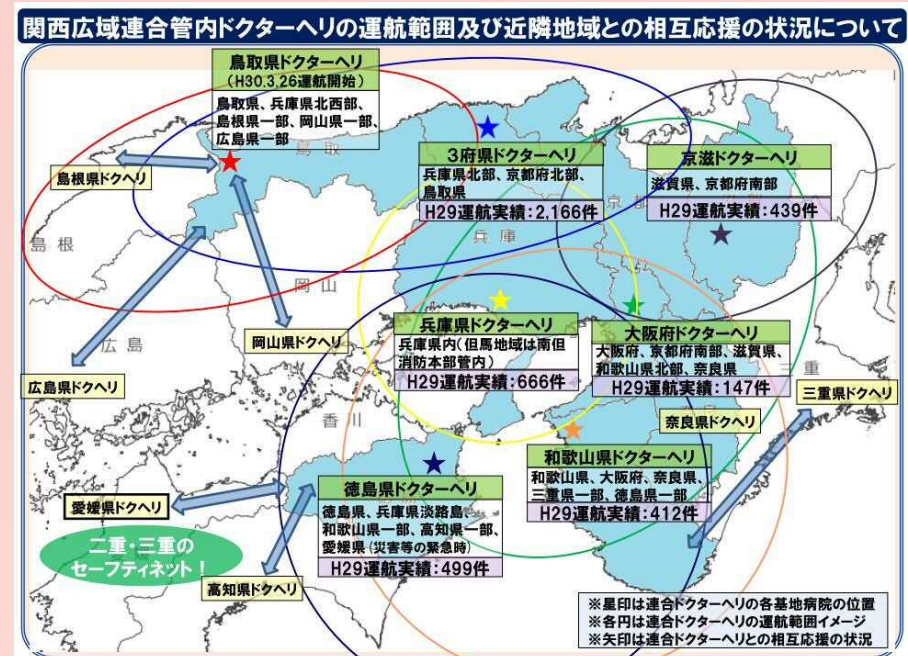 関西広域連合管内ドクターヘリの運航範囲及び近隣地域との相互応援の状況について
鳥取県ドクターヘリ
(H30.3.26運航開始)
鳥取県、兵庫県北西部、
島根県一部、岡山県一部、
広島県一部
鳥取
島根県ドクヘリ
3府県ドクターヘリ
兵庫県北部、京都府北部、
鳥取県
H29運航実績:2,166件
京滋ドクターヘリ
滋賀県、京都府南部
H29運航実績:439件
京都
兵庫
島根
岡山
広島
岡山県ドクヘリ
広島県ドクヘリ
兵庫県ドクターヘリ
兵庫県内(但馬地域は南但
消防本部管内)
H29運航実績:666件
大阪府ドクターヘリ
大阪府、京都府南部、滋賀県、
和歌山県北部、奈良県
H29運航実績:147件
三重
三重県ドクヘリ
奈良県ドクヘリ
香川
和歌山県ドクターヘリ
和歌山県、大阪府、奈良県、
三重県一部、徳島県一部
H29運航実績:412件
徳島県ドクターヘリ
徳島県、兵庫県淡路島、
和歌山県一部、高知県一部、
愛媛県(災害等の緊急時)
H29運航実績:499件
愛媛県ドクヘリ
二重・三重の
セーフティネット!
高知県ドクヘリ
※星印は連合ドクターヘリの各基地病院の位置
※各円は連合ドクターヘリの運航範囲イメージ
※矢印は連合ドクターヘリとの相互応援の状況